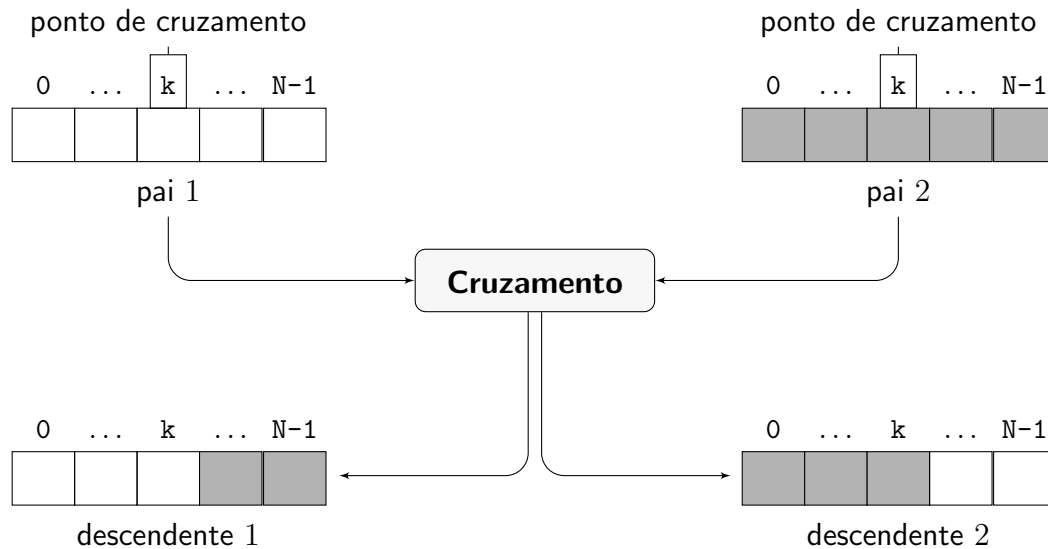 ponto de cruzamento
0 ... k ... N-1
pai 1
ponto de cruzamento
0 ... k ... N-1
pai 2
Cruzamento
0 ... k ... N-1
descendente 1
0 ... k ... N-1
descendente 2